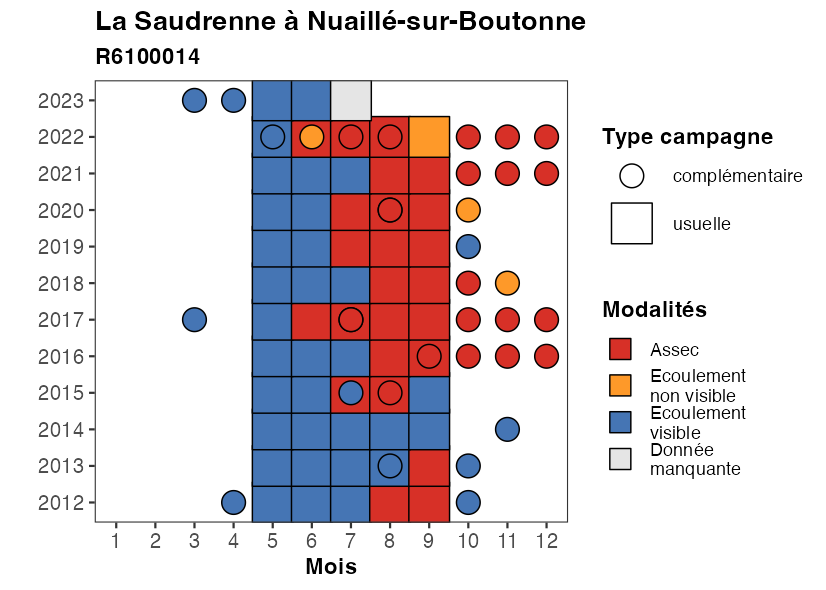 La Saudrenne à Nuaillé-sur-Boutonne
R6100014
2023
2022
2021
2020
2019
2018
2017
2016
2015
2014
2013
2012
1 2 3 4 5 6 7 8 9 10 11 12
Mois
Type campagne
complémentaire
usuelle
Modalités
Assec
Ecoulement
non visible
Ecoulement
visible
Donnée
manquante